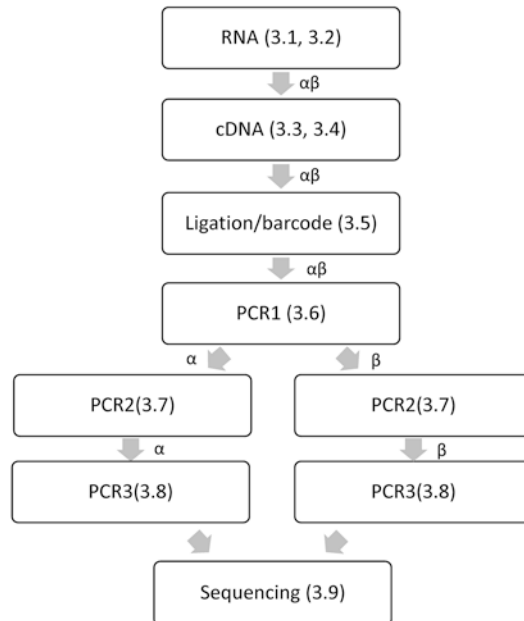 RNA (3.1, 3.2)
αβ
cDNA (3.3, 3.4)
αβ
Ligation/barcode (3.5)
αβ
PCR1 (3.6)
α β
PCR2(3.7) PCR2(3.7)
α β
PCR3(3.8) PCR3(3.8)
Sequencing (3.9)